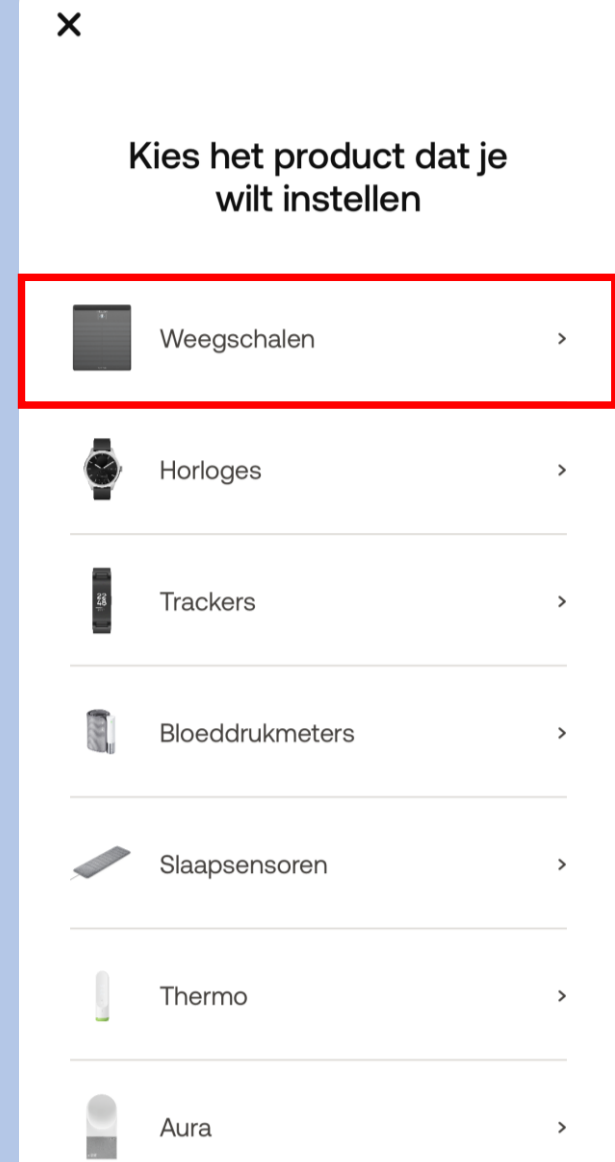 Kies het product dat je
wilt instellen
Weegschalen
Horloges
Trackers
Bloeddrukmeters
Slaapsensoren
Thermo
Aura